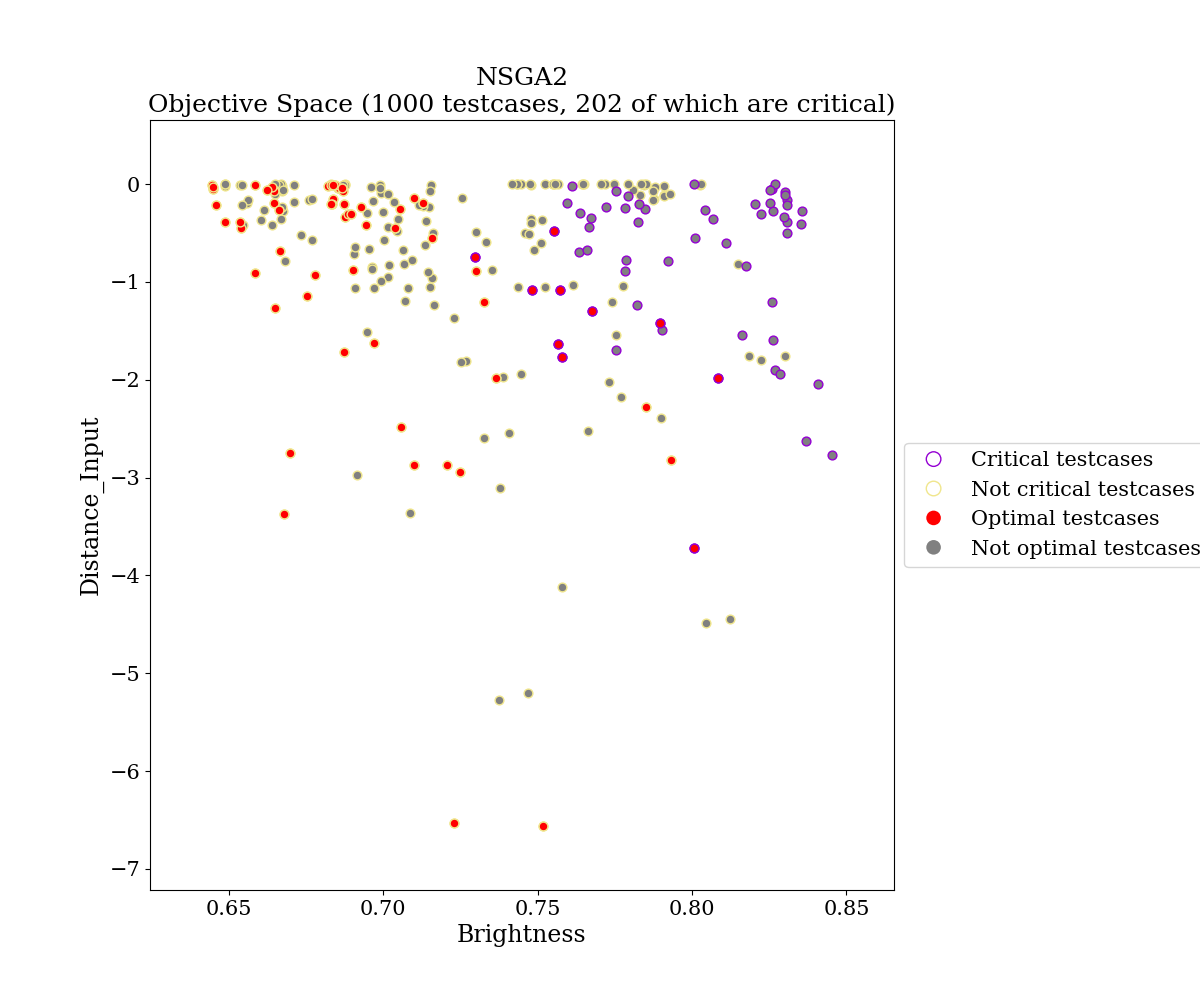 NSGA2
Objective Space (1000 testcases, 202 of which are critical)
0
−1
−2
−3
−4
−5
−6
−7
Distance_Input
0.65 0.70 0.75 0.80 0.85
Brightness
Critical testcases
Not critical testcases
Optimal testcases
Not optimal testcases